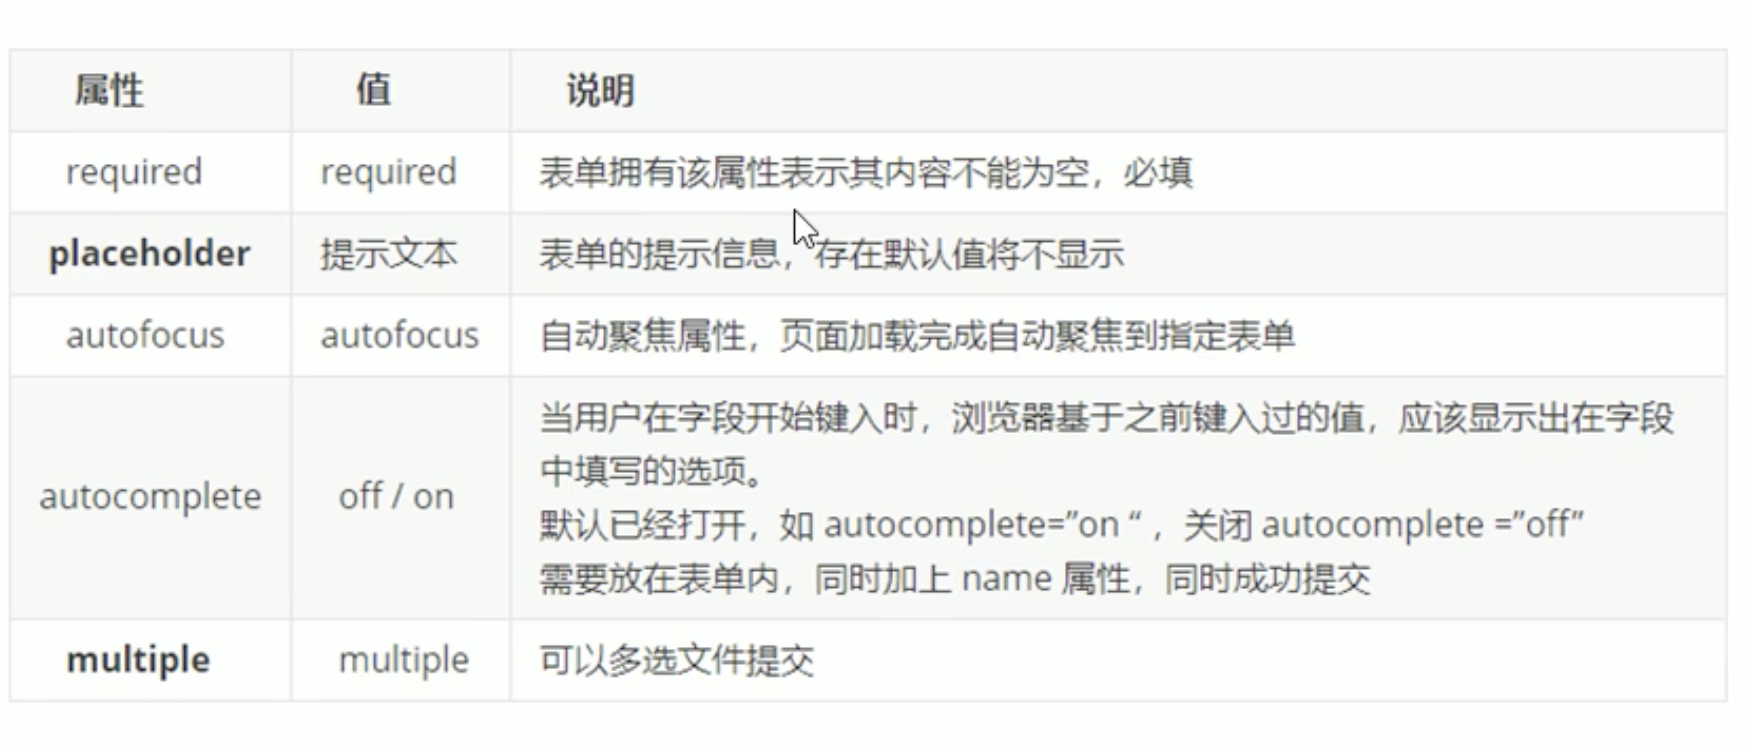 属性 值 说明
required required 表单拥有该属性表示其内容不能为空，必填
placeholder 提示文本 表单的提示信息，存在默认值将不显示
autofocus autofocus 自动聚焦属性，页面加载完成自动聚焦到指定表单
autocomplete off / on 当用户在字段开始键入时，浏览器基于之前键入过的值，应该显示出在字段
中填写的选项。
默认已经打开，如 autocomplete=”on “ ，关闭 autocomplete =”off”
需要放在表单内，同时加上 name 属性，同时成功提交
multiple multiple 可以多选文件提交